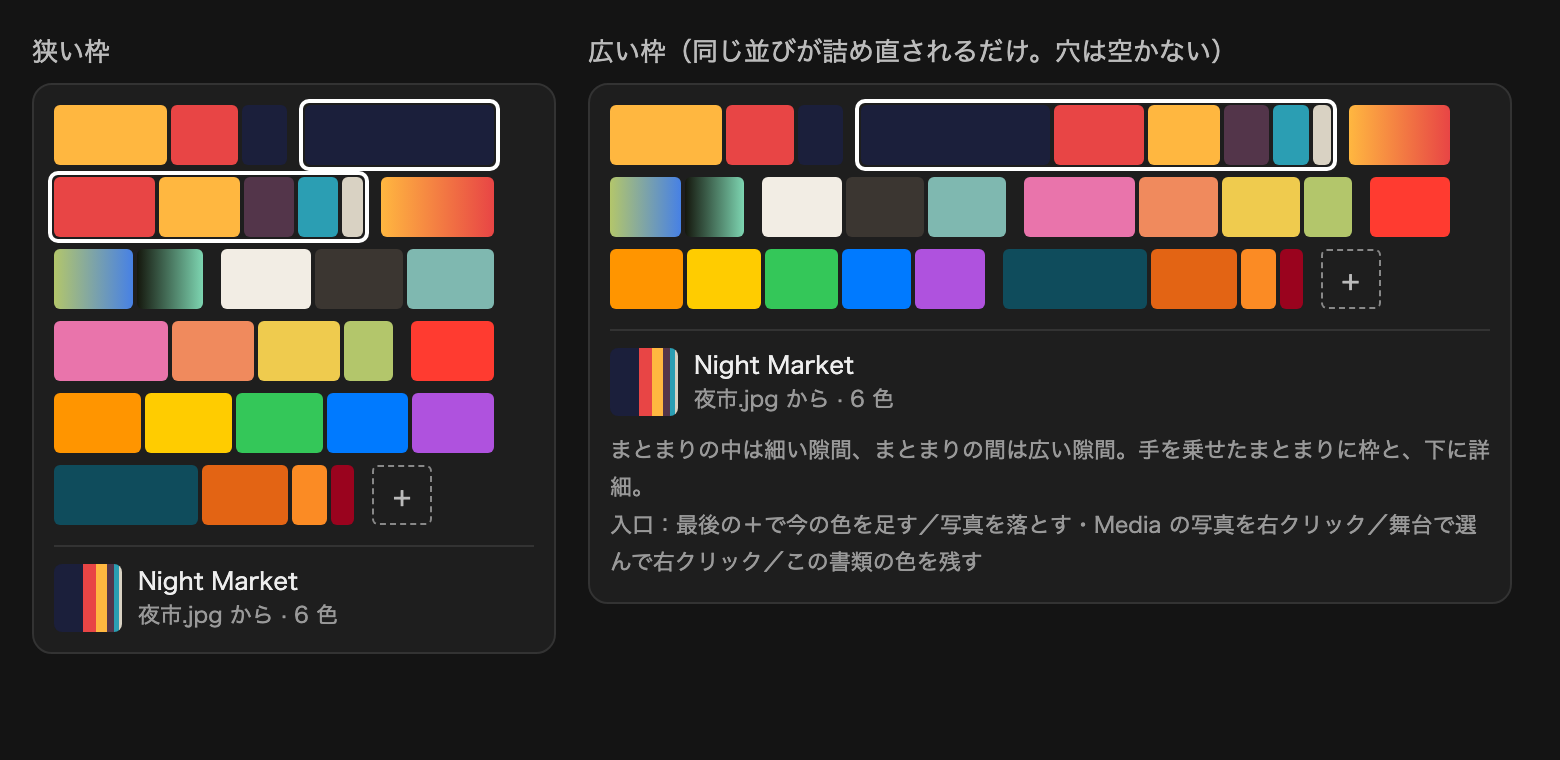 狭い枠
広い枠（同じ並びが詰め直されるだけ。穴は空かない）
+
Night Market
夜市.jpg から · 6 色
+
Night Market
夜市.jpg から · 6 色
まとまりの中は細い隙間、まとまりの間は広い隙間。手を乗せたまとまりに枠と、下に詳
細。
入口：最後の＋で今の色を足す／写真を落とす・Media の写真を右クリック／舞台で選
んで右クリック／この書類の色を残す